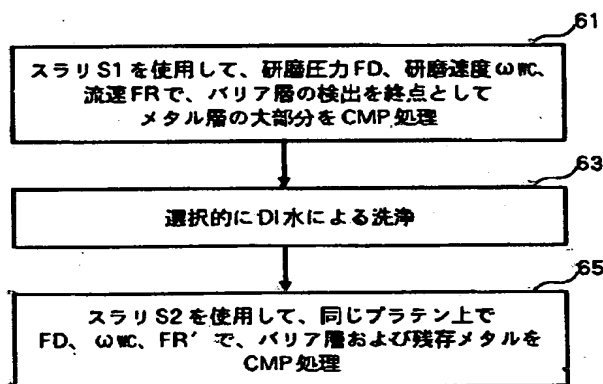 61
スラリS1を使用して、研磨圧力FD、研磨速度ωwc、
流速FRで、バリア層の検出を終点として
メタル層の大部分をCMP処理
63
選択的にDI水による洗浄
65
スラリS2を使用して、同じプラテン上で
FD、ωwc、FR′で、バリア層および残存メタルを
CMP処理